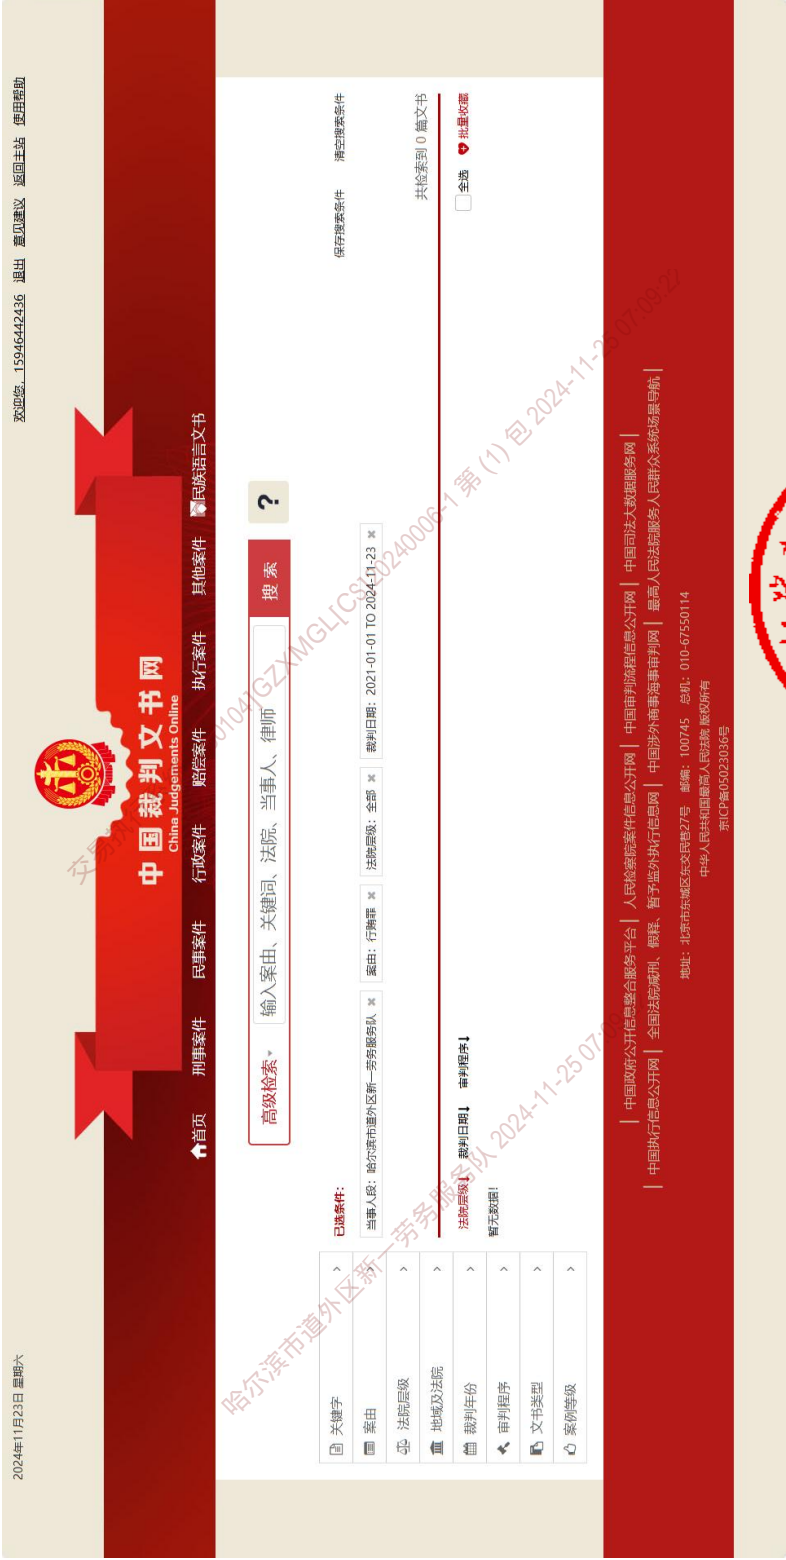 2024年11月23日 星期六
欢迎您，15946442436 退出 意见建议 返回主站 使用帮助
中国裁判文书网
China Judgements Online
首页 刑事案件 民事案件 行政案件 赔偿案件 执行案件 其他案件 民族语言文书
高级检索 输入案由、关键词、法院、当事人、律师 搜 索 ?
关键字
案由
法院层级
地域及法院
裁判年份
审判程序
文书类型
案例等级
已选条件： 保存搜索条件 清空搜索条件
当事人段：哈尔滨市道外区新一劳务服务队 × 案由：行贿罪 × 法院层级：全部 × 裁判日期：2021-01-01 TO 2024-11-23 ×
共检索到 0 篇文书
法院层级 裁判日期 审判程序 全选 批量收藏
暂无数据!
| 中国政府公开信息整合服务平台 | 人民检察院案件信息公开网 | 中国审判流程信息公开网 | 中国司法大数据服务网 |
| 中国执行信息公开网 | 全国法院减刑、假释、暂予监外执行信息网 | 中国涉外商事海事审判网 | 最高人民法院服务人民群众系统场景导航 |
地址：北京市东城区东交民巷27号 邮编：100745 总机：010-67550114
中华人民共和国最高人民法院 版权所有
京ICP备05023036号
哈尔滨市道外区新一劳务服务队 2024-11-25 07:09
0104]GZXMGL[CS]20240006-1 第 (1) 包 2024-11-25 07:09:2